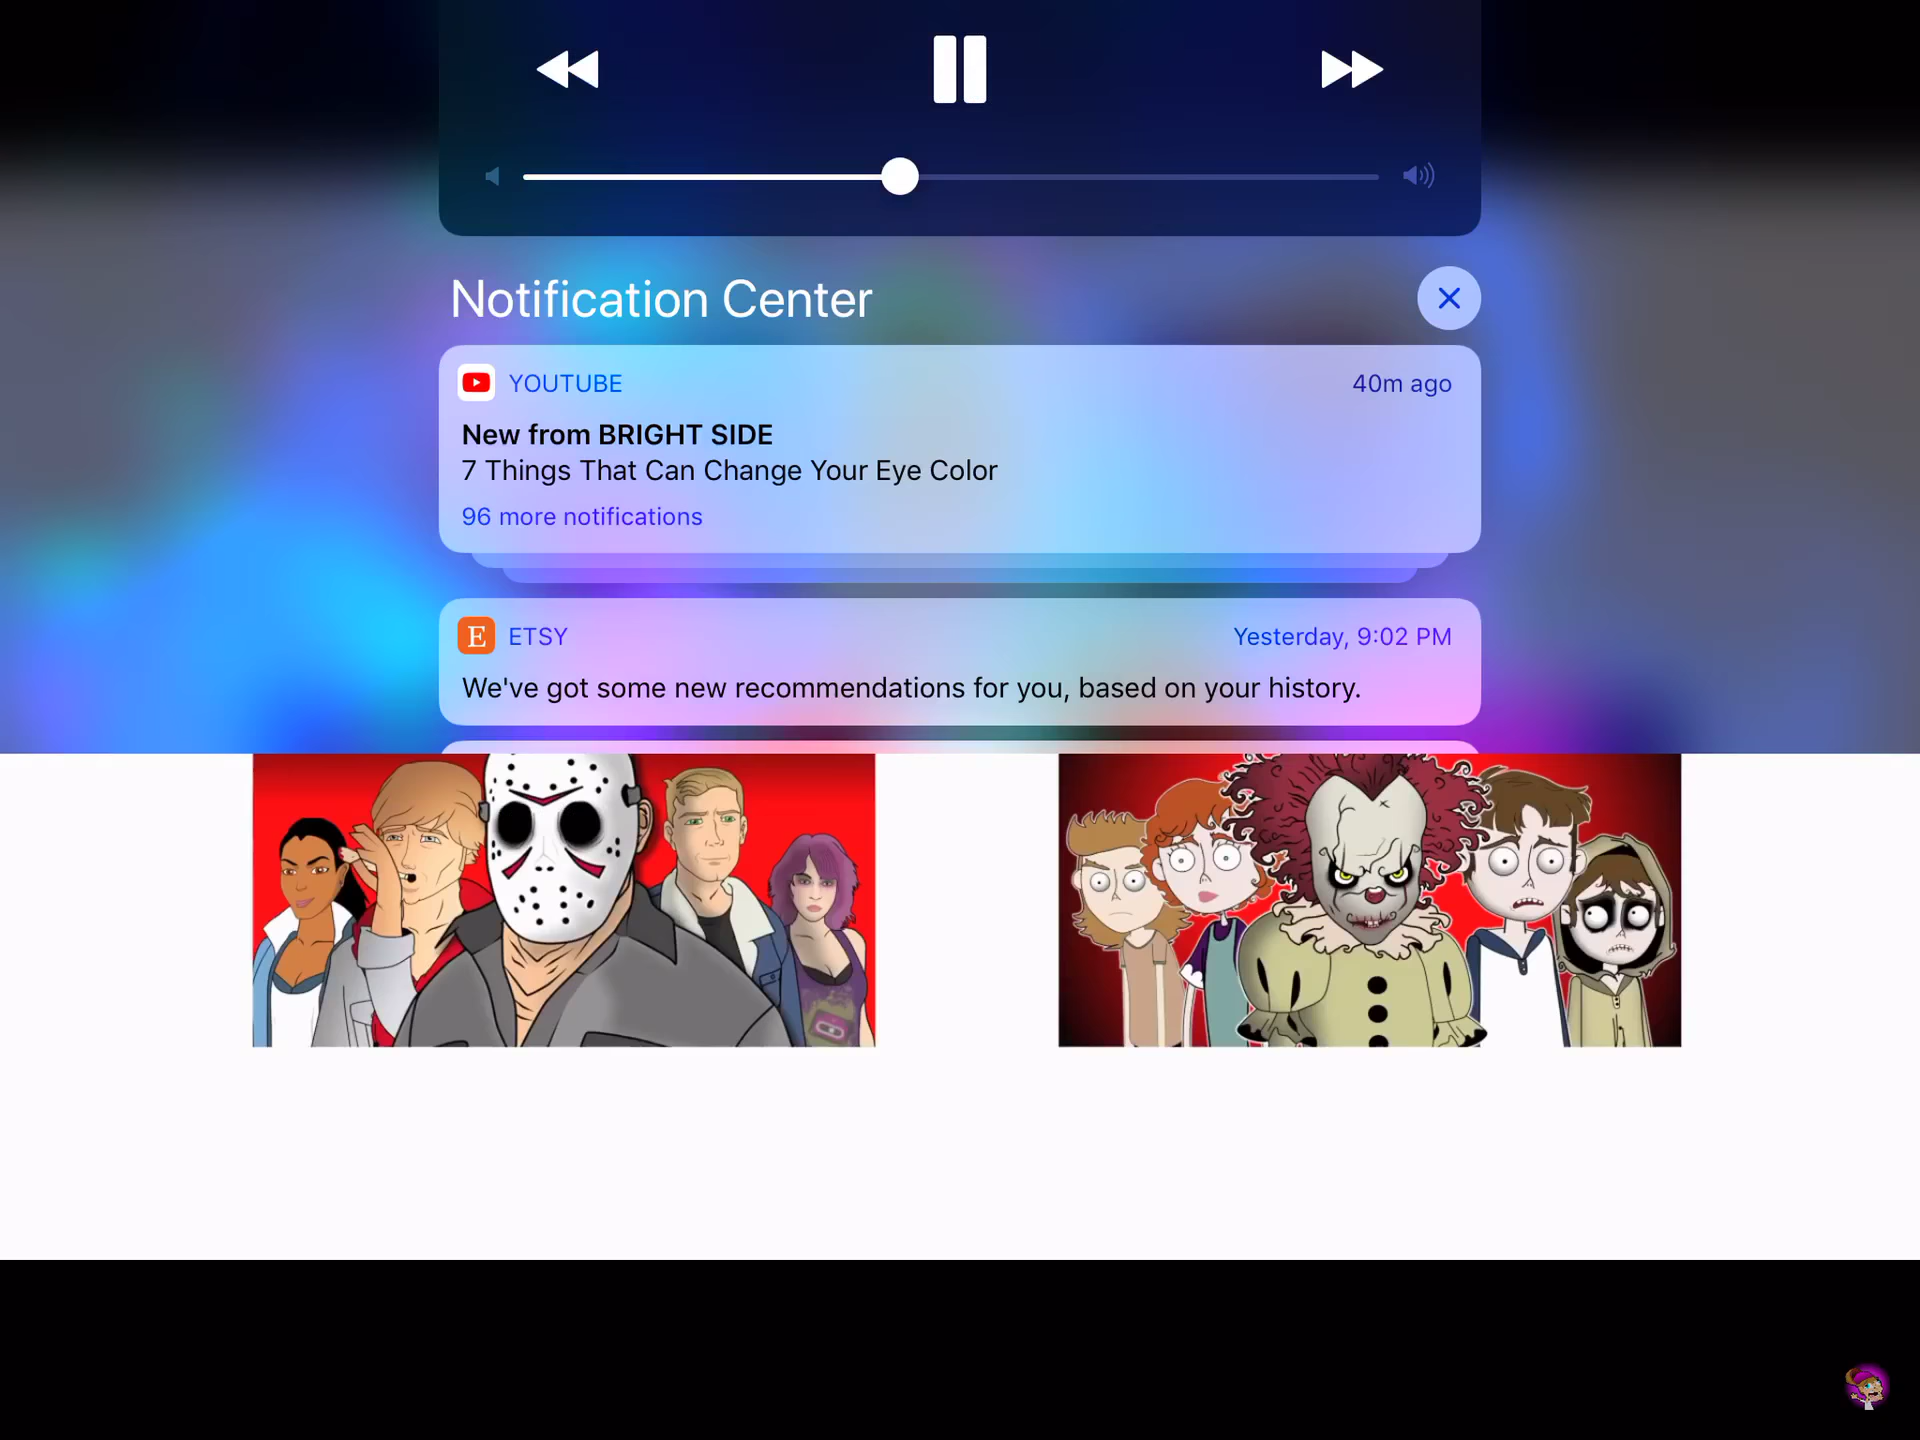 Notification Center
YOUTUBE
40m ago
New from BRIGHT SIDE
7 Things That Can Change Your Eye Color
96 more notifications
E
ETSY
Yesterday, 9:02 PM
We've got some new recommendations for you, based on your history.